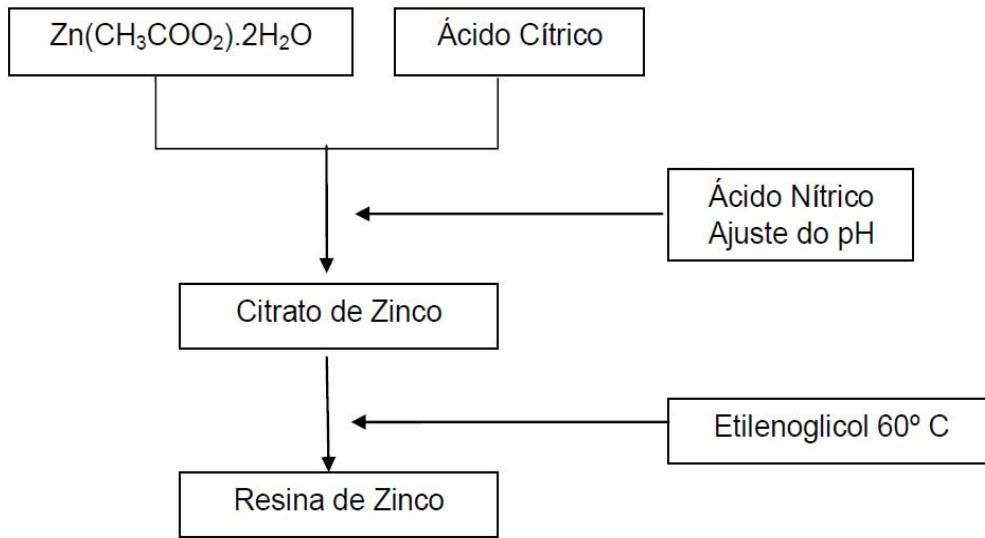 Zn(CH₃COO₂).2H₂O
Ácido Cítrico
Ácido Nítrico
Ajuste do pH
Citrato de Zinco
Etilenoglicol 60º C
Resina de Zinco